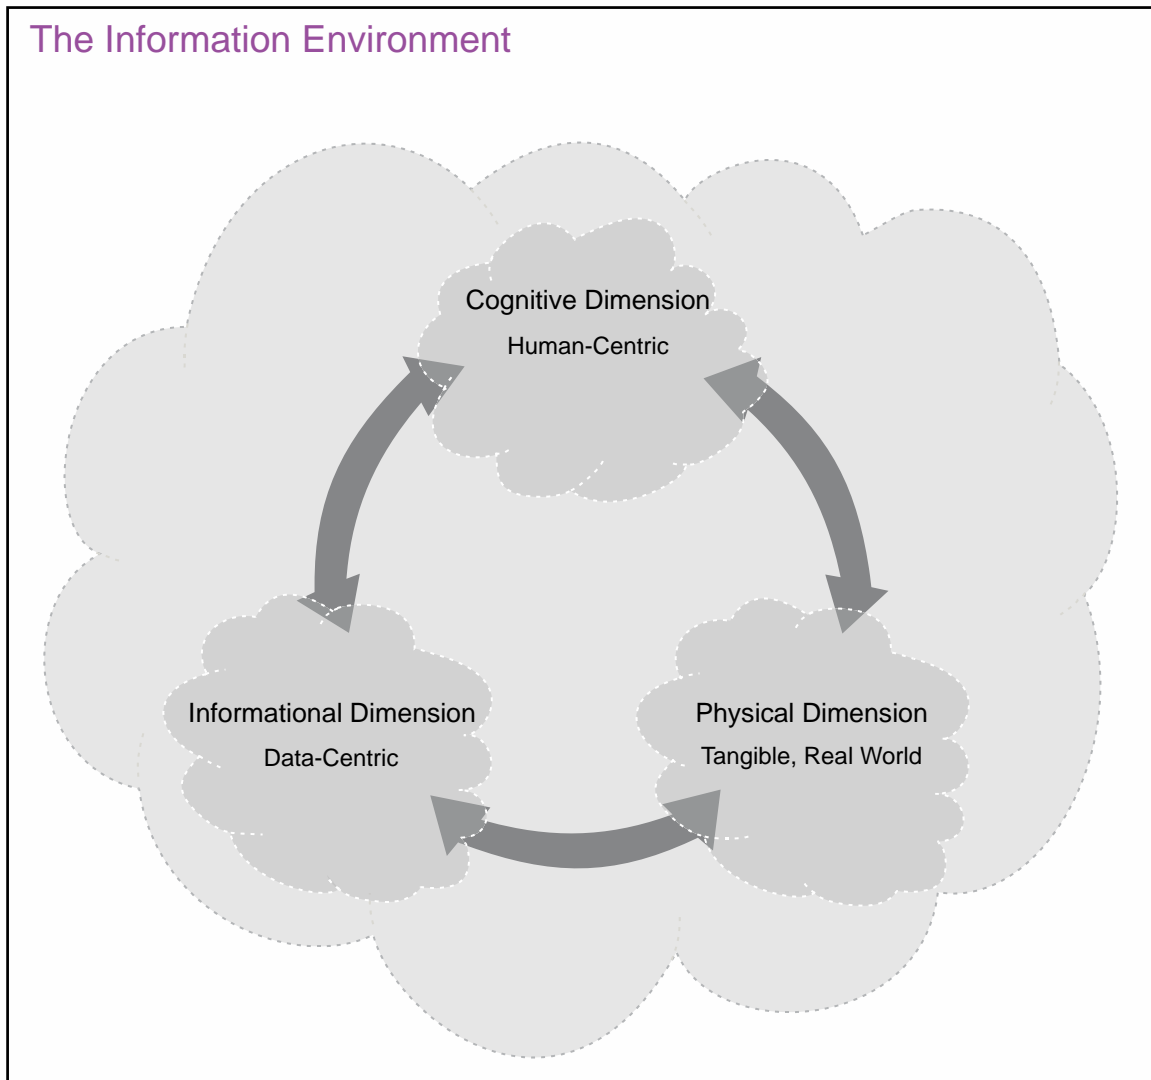 The Information Environment
Cognitive Dimension
Human-Centric
Informational Dimension
Data-Centric
Physical Dimension
Tangible, Real World